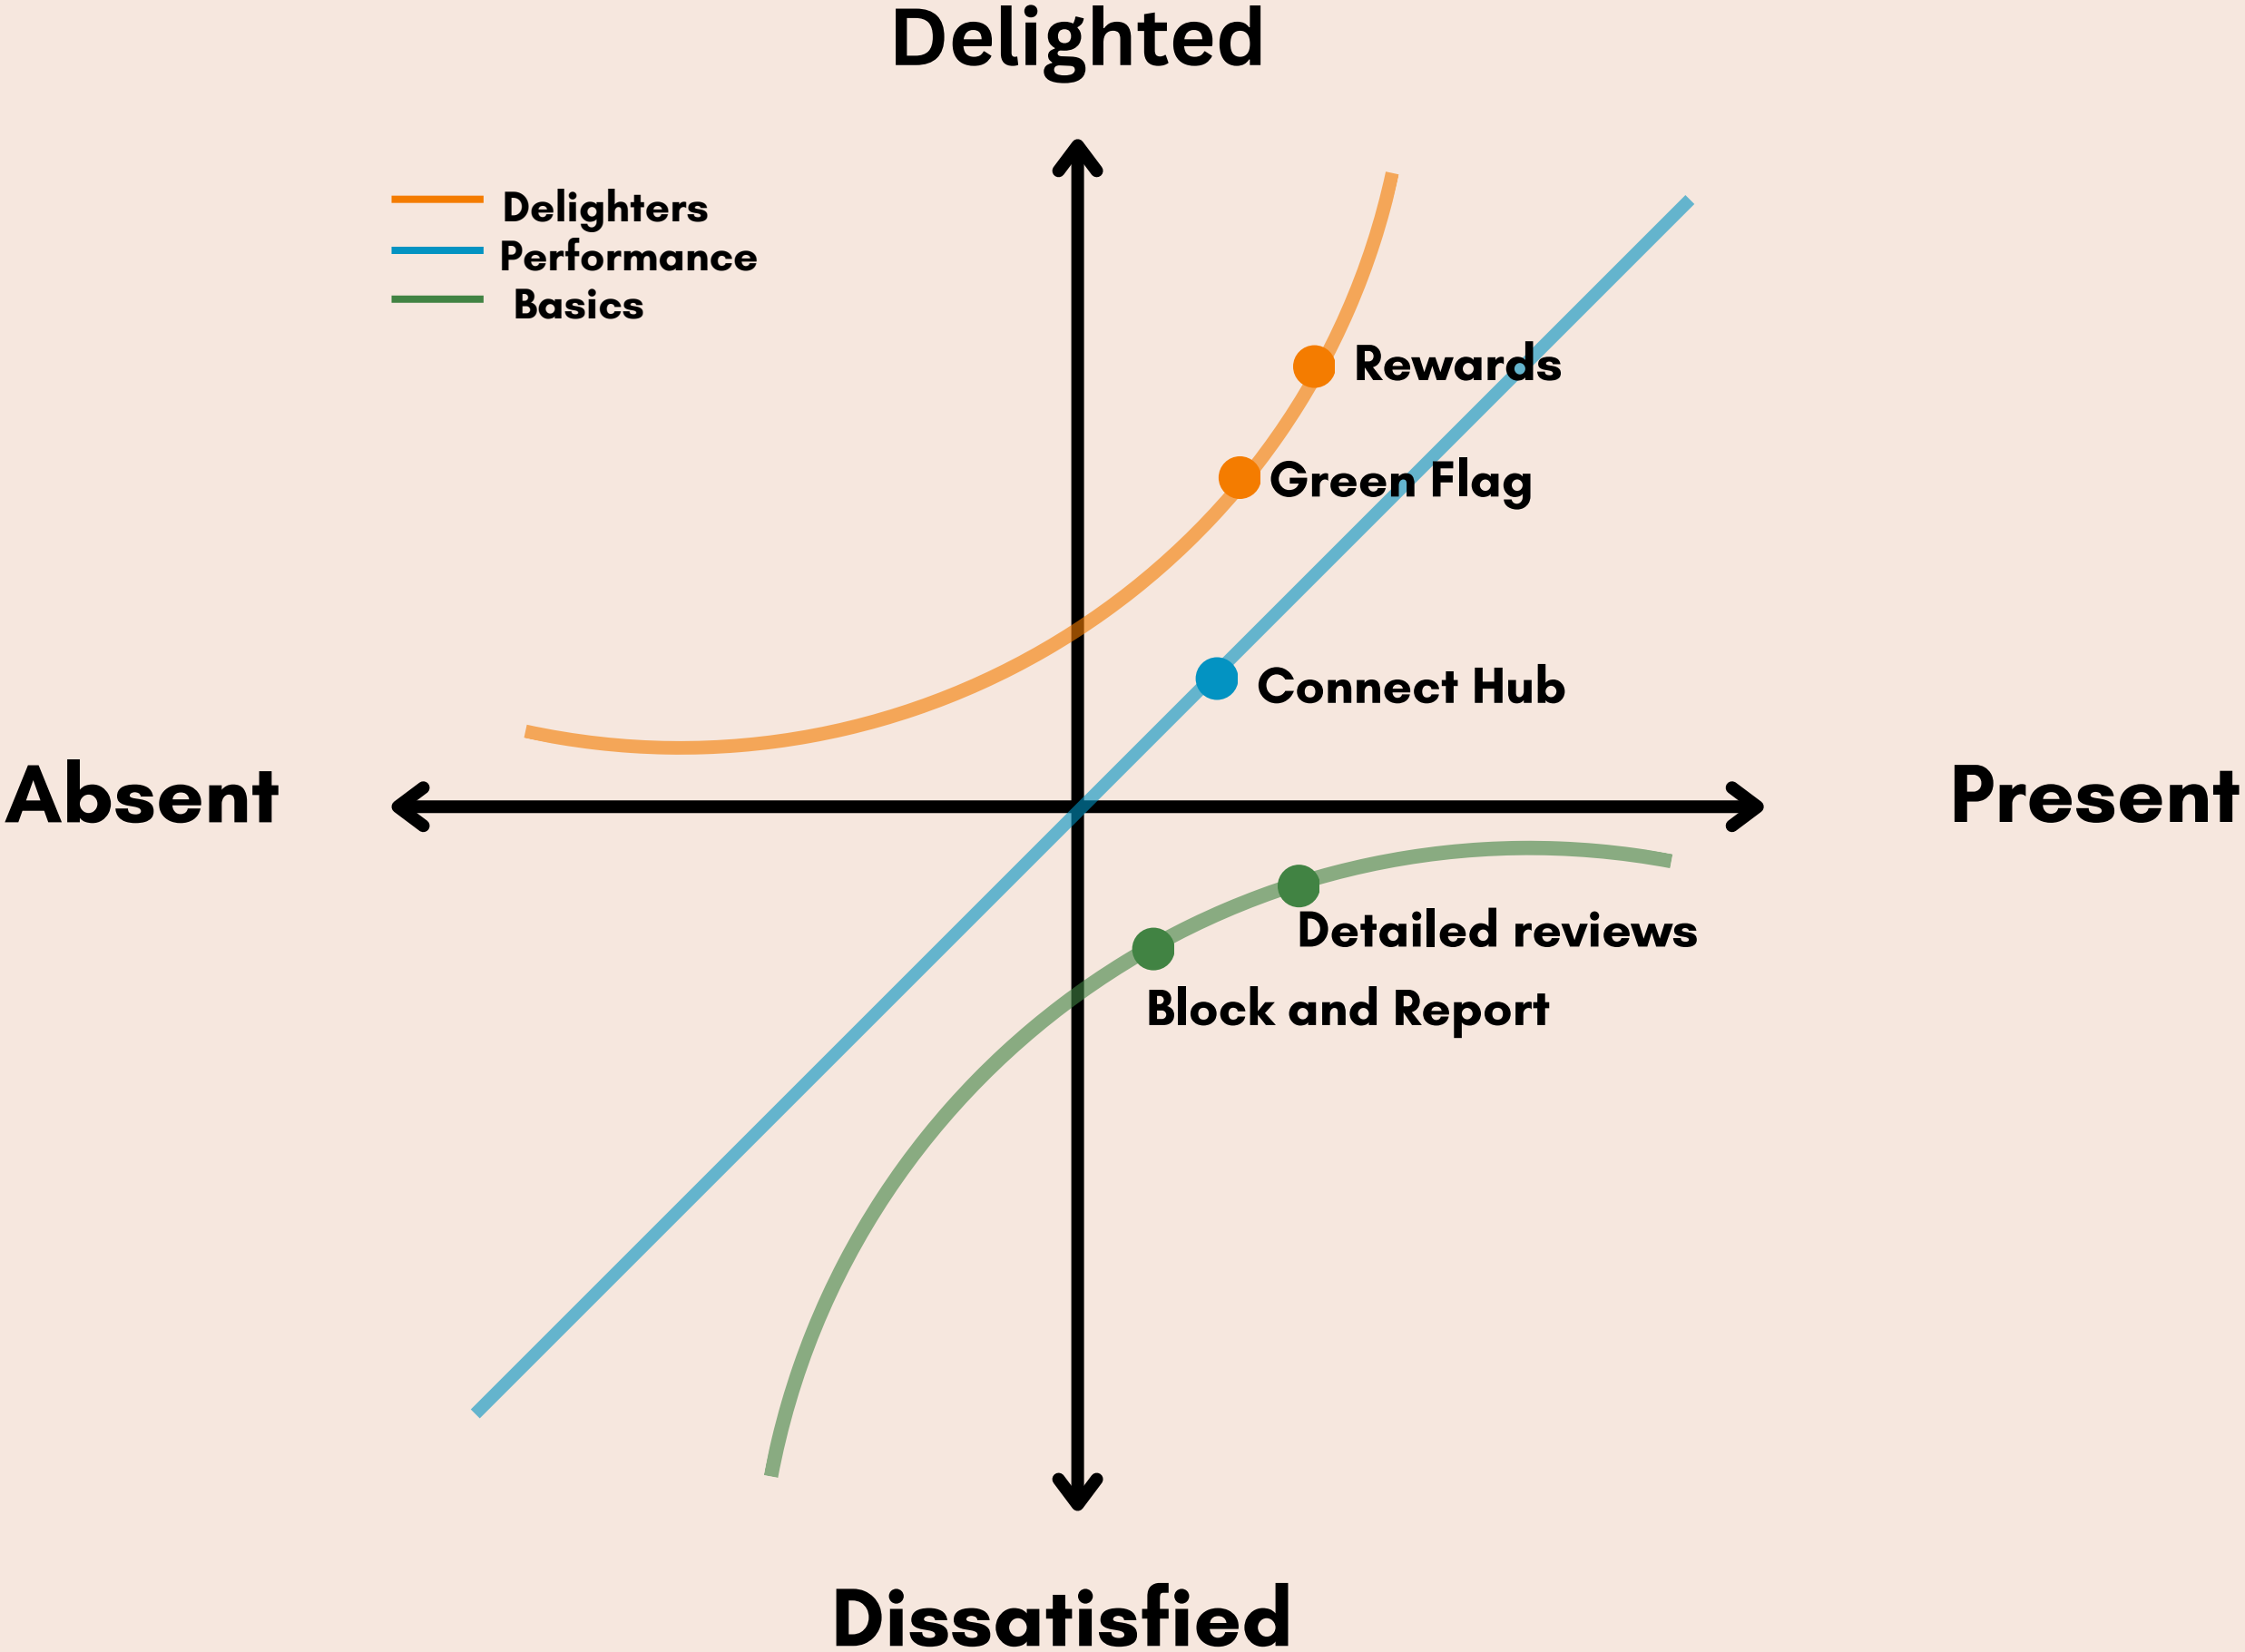 Delighted
Delighters
Performance
Basics
Rewards
Green Flag
Connect Hub
Absent
Present
Detailed reviews
Block and Report
Dissatisfied